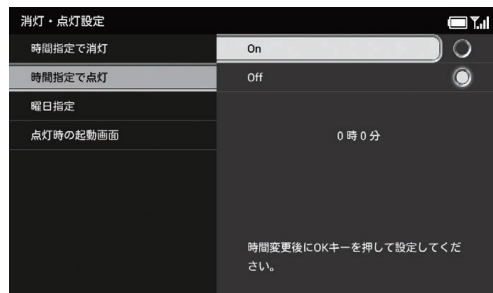 消灯・点灯設定
時間指定で消灯
On
時間指定で点灯
Off
曜日指定
点灯時の起動画面
0時0分
時間変更後にOKキーを押して設定してくだ
さい。